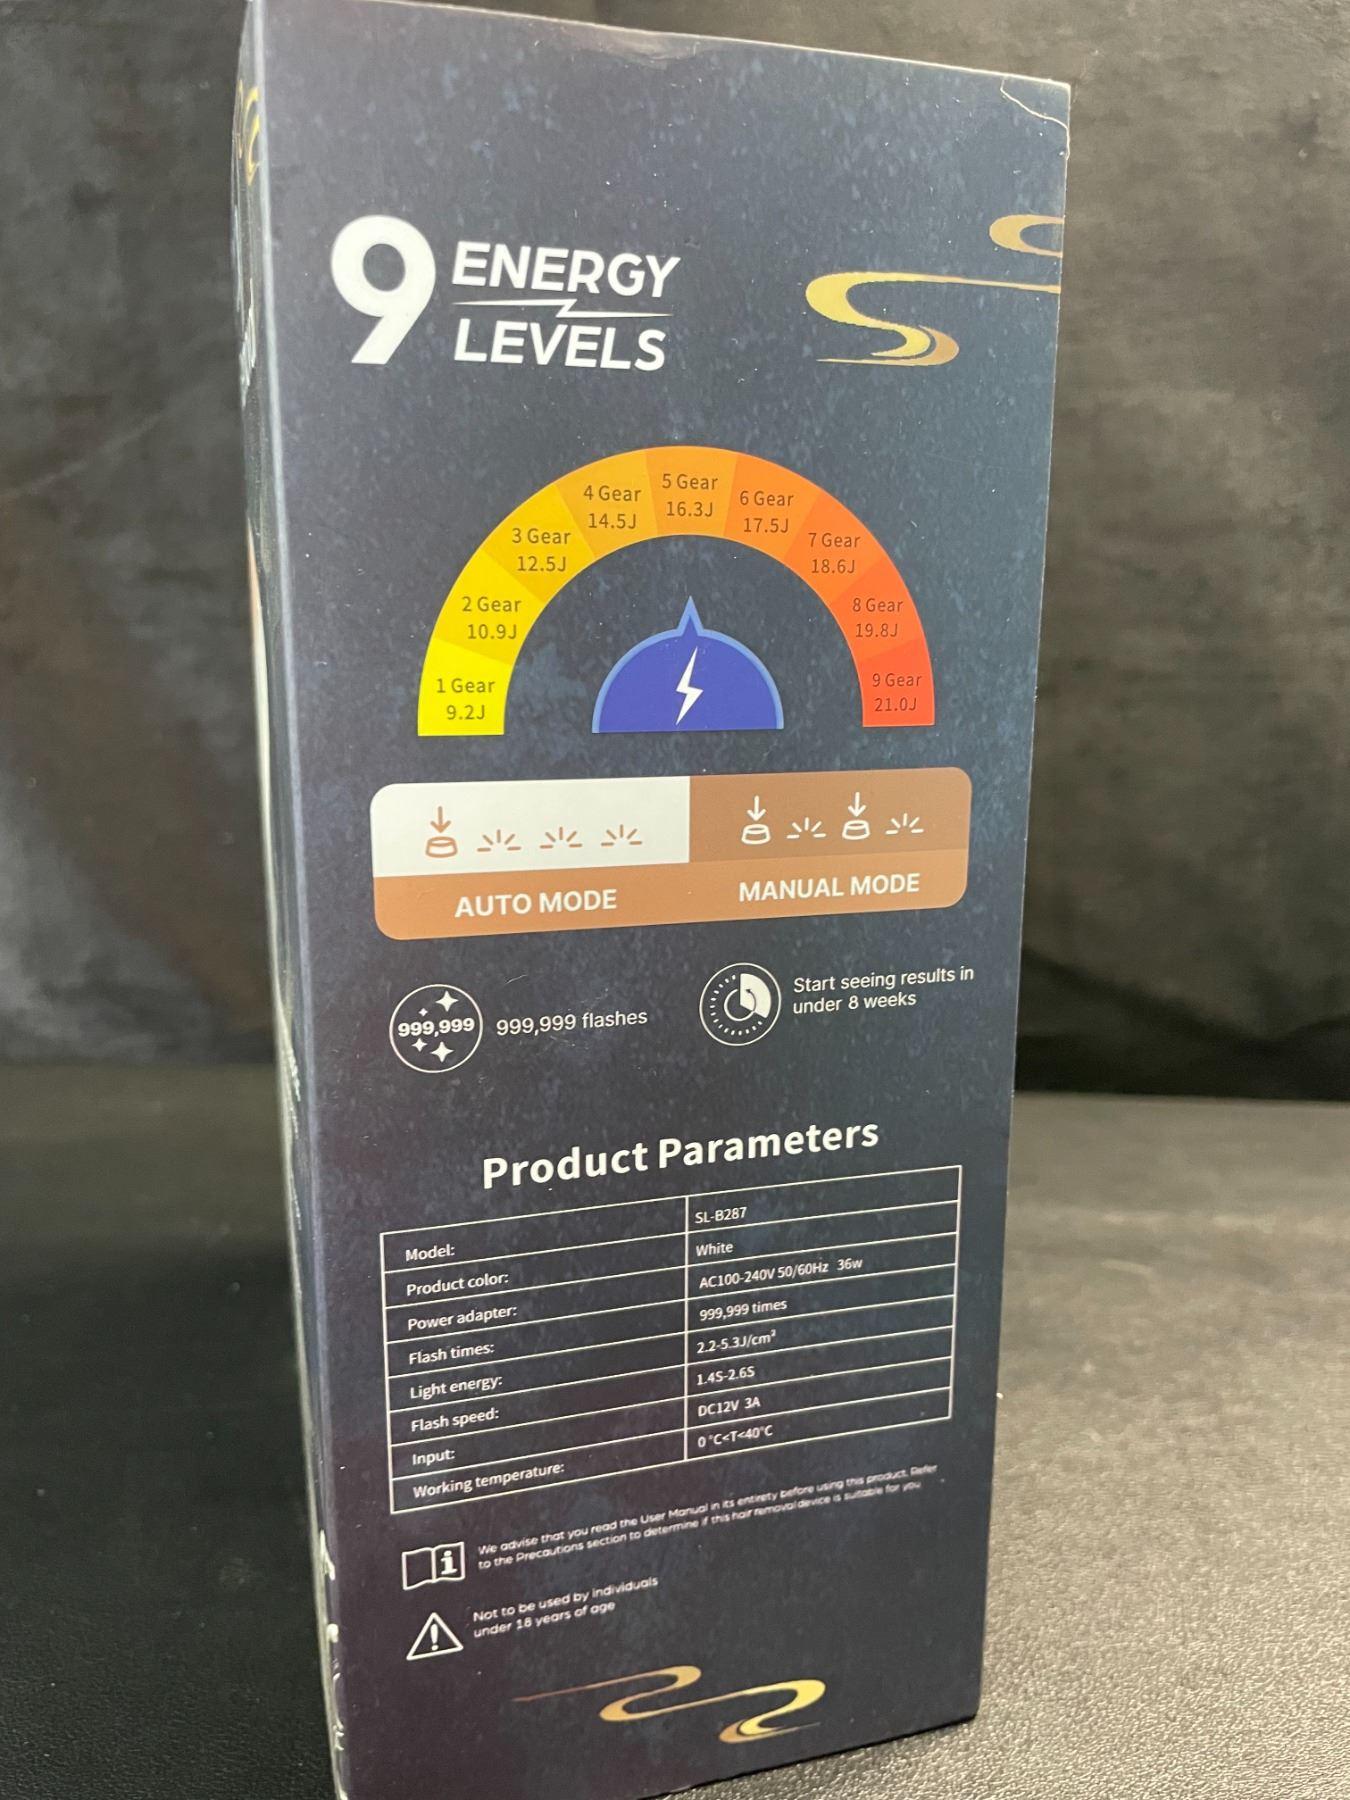 9 ENERGY
LEVELS
1 Gear
9.2J
2 Gear
10.9J
3 Gear
12.5J
4 Gear
14.5J
5 Gear
16.3J
6 Gear
17.5J
7 Gear
18.6J
8 Gear
19.8J
9 Gear
21.0J
AUTO MODE
MANUAL MODE
999,999
999,999 flashes
Start seeing results in
under 8 weeks
Product Parameters
Model: SL-B287
Product color: White
Power adapter: AC100-240V 50/60Hz 36w
Flash times: 999,999 times
Light energy: 2.2-5.3J/cm²
Flash speed: 1.4S-2.6S
Input: DC12V 3A
Working temperature: 0°C<T<40°C
We advise that you read the User Manual in its entirety before using this product. Refer
to the Precautions section to determine if this hair removal device is suitable for you
Not to be used by individuals
under 18 years of age